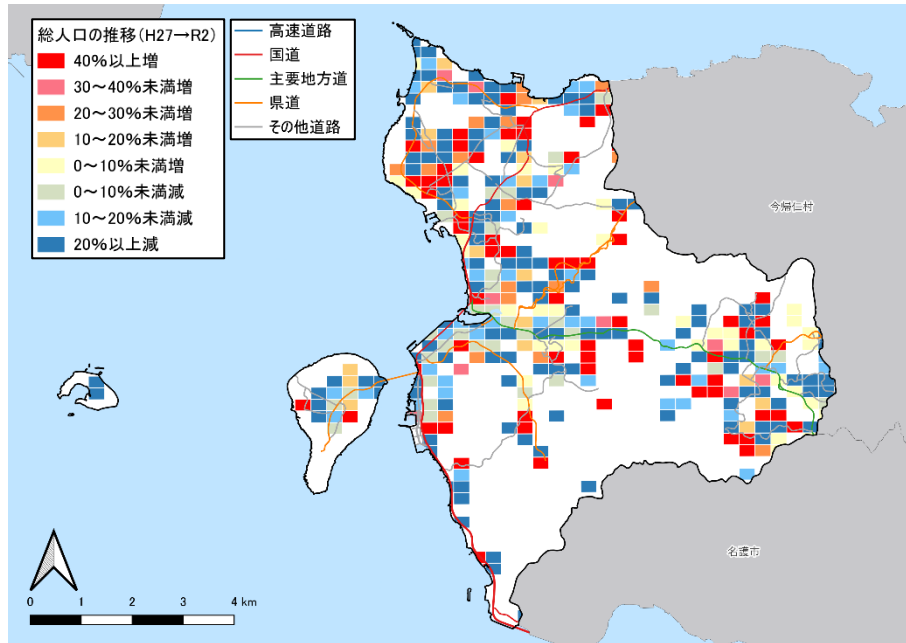 総人口の推移(H27→R2)
40%以上増
30～40%未満増
20～30%未満増
10～20%未満増
0～10%未満増
0～10%未満減
10～20%未満減
20%以上減
高速道路
国道
主要地方道
県道
その他道路
今帰仁村
名護市
0 1 2 3 4 km